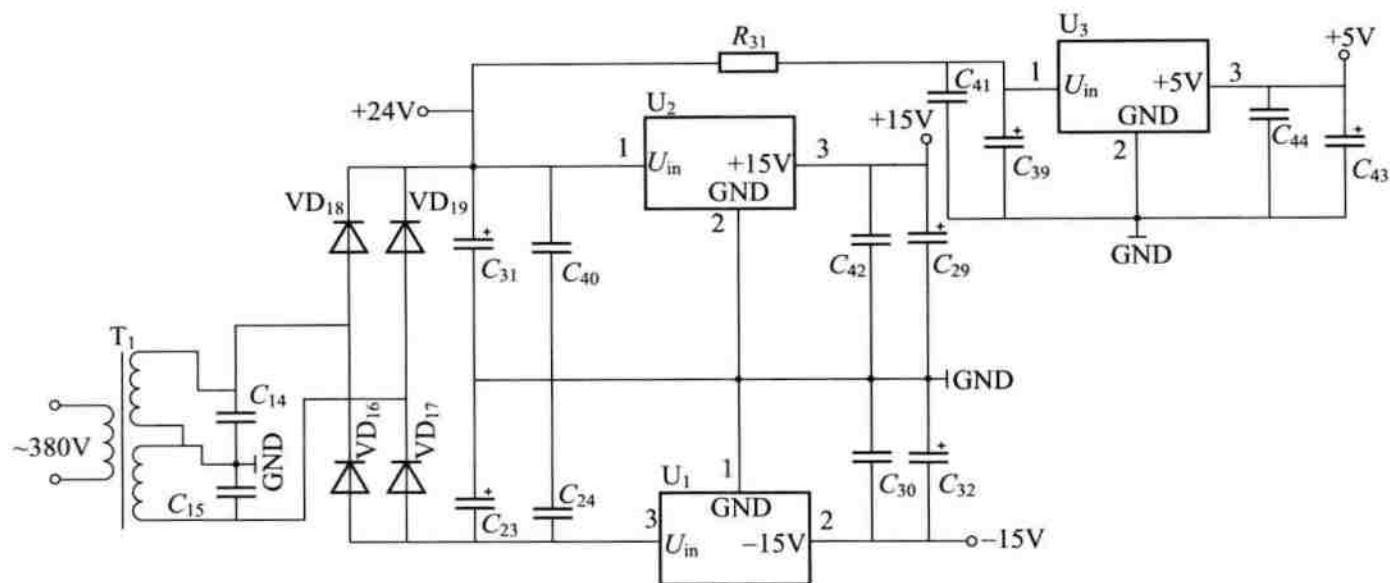 R31
U3
+5V
1
Uin
+5V
3
GND
2
C41
C39
C44
C43
GND
+24V
U2
+15V
1
Uin
+15V
3
GND
2
VD18
VD19
C31
C40
C42
C29
T1
~380V
C14
GND
C15
VD16
VD17
GND
C23
C24
U1
1
GND
3
Uin
-15V
2
C30
C32
-15V